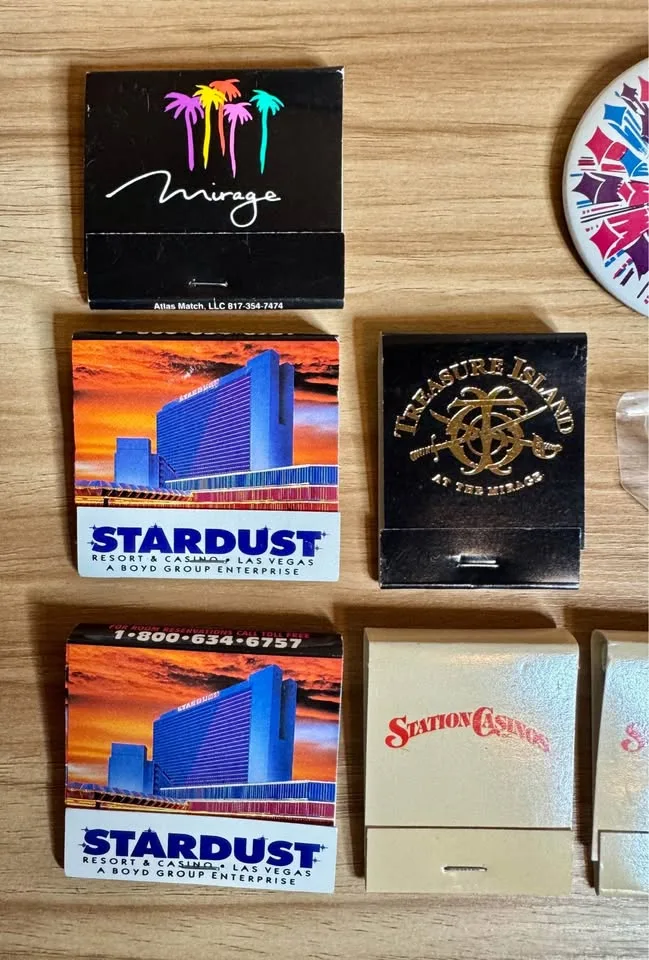 Mirage
Atlas Match, LLC 817-354-7474
STARDUST
STARDUST
RESORT & CASINO • LAS VEGAS
A BOYD GROUP ENTERPRISE
TREASURE ISLAND
TI
AT THE MIRAGE
FOR ROOM RESERVATIONS CALL TOLL FREE
1•800•634•6757
STARDUST
STARDUST
RESORT & CASINO • LAS VEGAS
A BOYD GROUP ENTERPRISE
STATION CASINOS
S